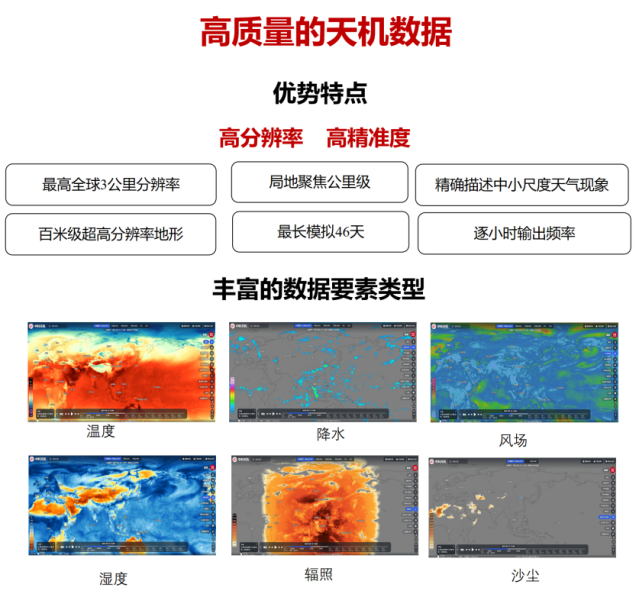 高质量的天机数据
优势特点
高分辨率 高精准度
最高全球3公里分辨率
局地聚焦公里级
精确描述中小尺度天气现象
百米级超高分辨率地形
最长模拟46天
逐小时输出频率
丰富的数据要素类型
温度
降水
风场
湿度
辐照
沙尘